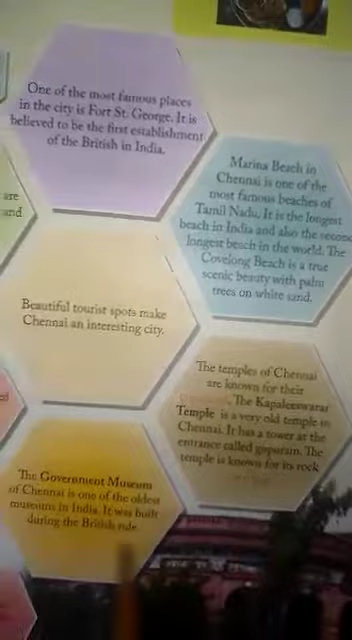 One of the most famous places
in the city is Fort St. George. It is
believed to be the first establishment
of the British in India.
Marina Beach in
Chennai is one of the
most famous beaches of
Tamil Nadu. It is the longest
beach in India and also the second
longest beach in the world. The
Covelong Beach is a true
scenic beauty with palm
trees on white sand.
are
and
Beautiful tourist spots make
Chennai an interesting city.
The temples of Chennai
are known for their
. The Kapaleeswarar
Temple is a very old temple in
Chennai. It has a tower at the
entrance called gopuram. The
temple is known for its rock
The Government Museum
of Chennai is one of the oldest
museums in India. It was built
during the British rule.